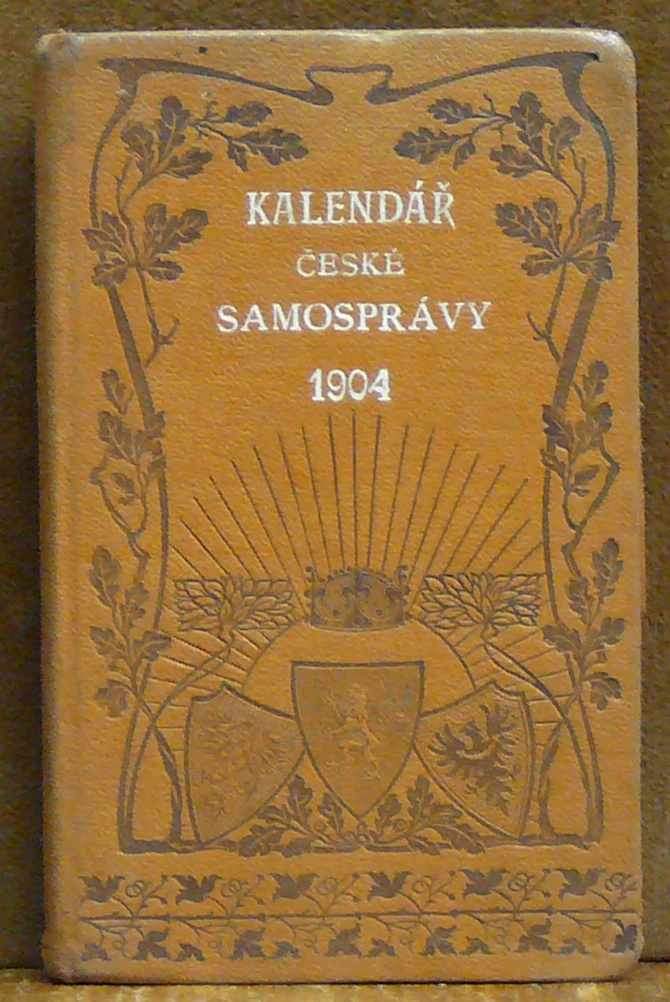 KALENDÁŘ
ČESKÉ
SAMOSPRÁVY
1904